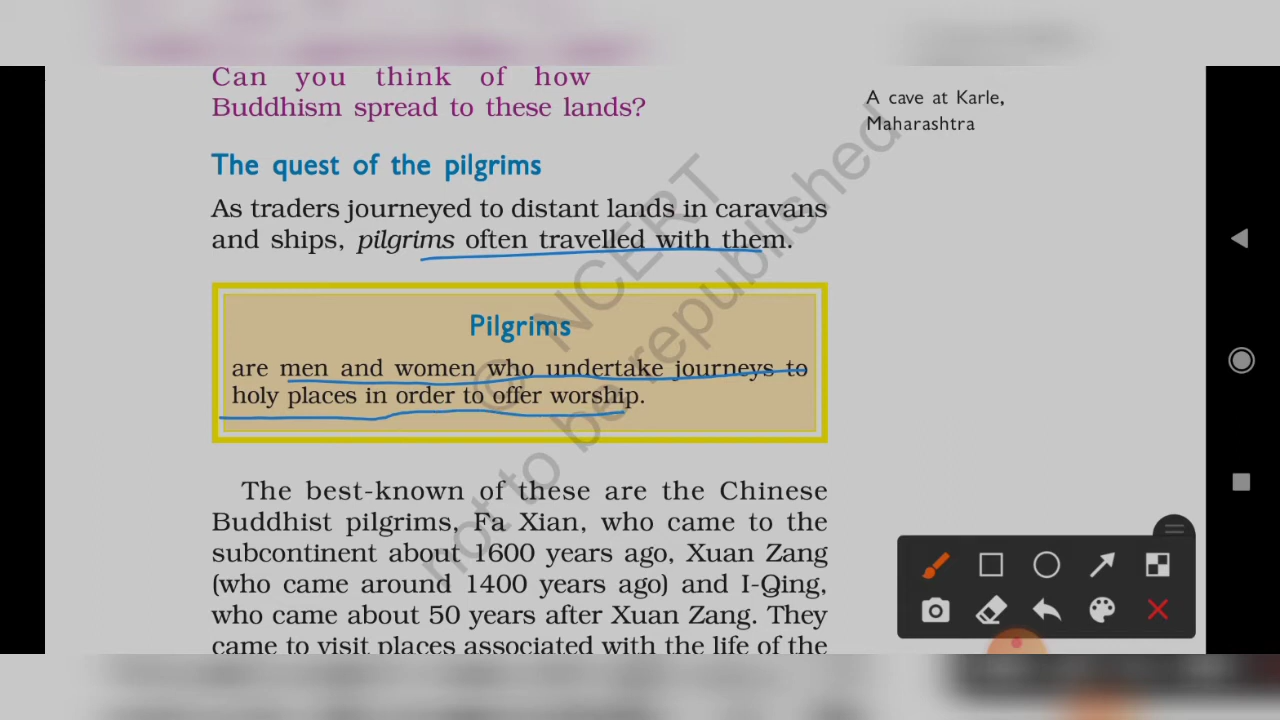 Can you think of how
Buddhism spread to these lands?
A cave at Karle,
Maharashtra
The quest of the pilgrims
As traders journeyed to distant lands in caravans
and ships, pilgrims often travelled with them.
Pilgrims
are men and women who undertake journeys to
holy places in order to offer worship.
The best-known of these are the Chinese
Buddhist pilgrims, Fa Xian, who came to the
subcontinent about 1600 years ago, Xuan Zang
(who came around 1400 years ago) and I-Qing,
who came about 50 years after Xuan Zang. They
came to visit places associated with the life of the
© NCERT
not to be republished